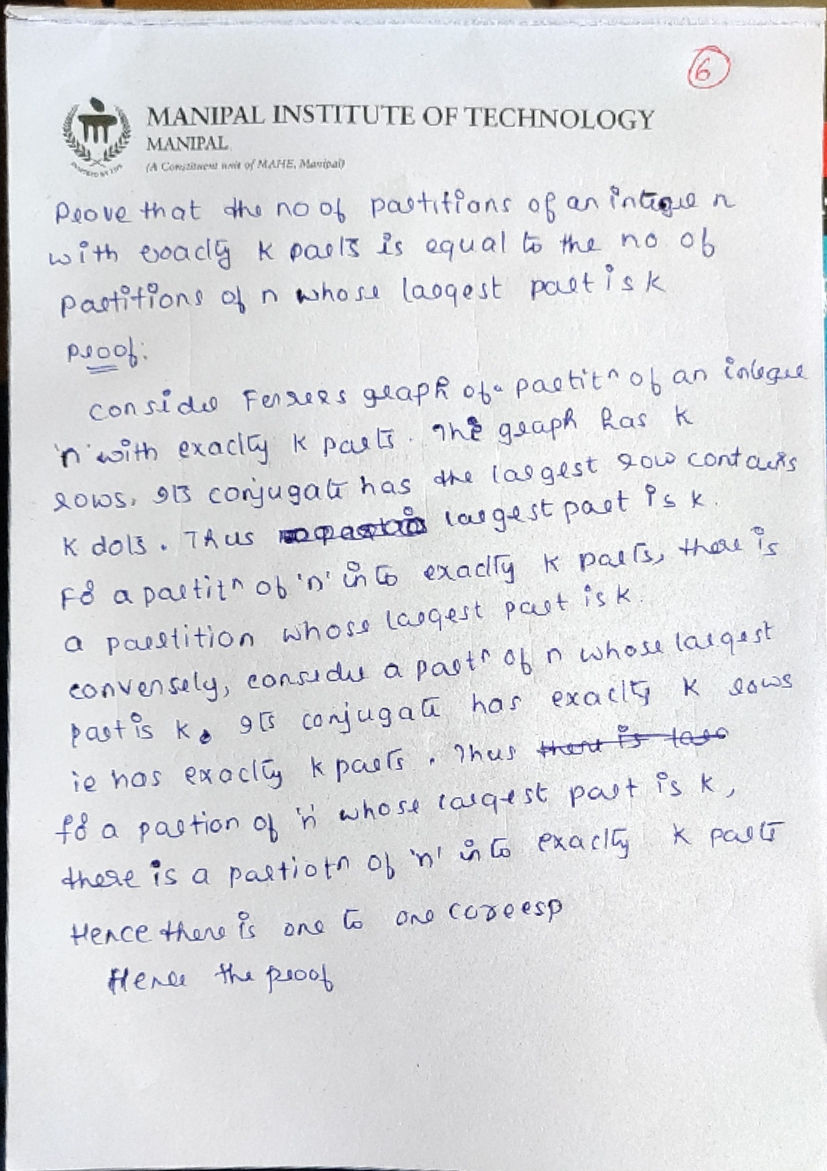 6
MANIPAL INSTITUTE OF TECHNOLOGY
MANIPAL
(A Constituent unit of MAHE, Manipal)
Prove that the no of partitions of an integer n
with exactly k parts is equal to the no. of
partitions of n whose largest part is k
Proof:
Consider Ferrers graph of a partitn of an integer
'n' with exactly k parts. The graph has k
rows. Its conjugate has the largest row contains
k dots. Thus largest part is k.
For a partitn of 'n' into exactly k parts, there is
a partition whose largest part is k.
conversely, consider a partn of n whose largest
part is k. Its conjugate has exactly k rows
ie has exactly k parts. Thus there is
for a partion of 'n' whose largest part is k,
there is a partiotn of 'n' into exactly k parts
Hence there is one to one correesp
Hence the proof